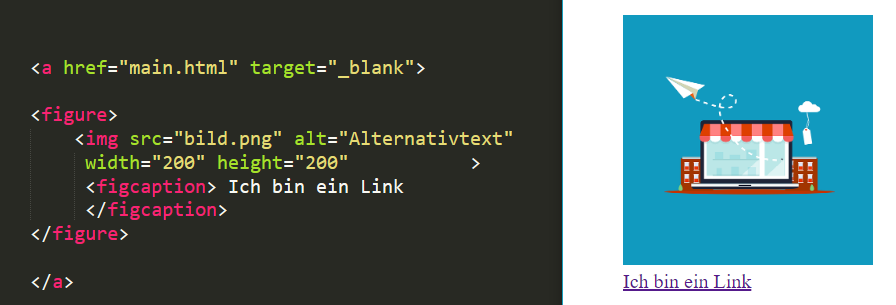 <a href="main.html" target="_blank">
<figure>
<img src="bild.png" alt="Alternativtext"
width="200" height="200" >
<figcaption> Ich bin ein Link
</figcaption>
</figure>
</a>
Ich bin ein Link